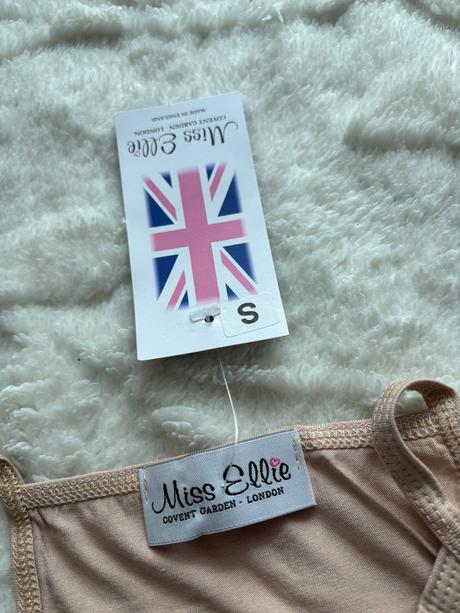 Miss Ellie
COVENT GARDEN - LONDON
MADE IN ENGLAND
S
Miss Ellie
COVENT GARDEN - LONDON